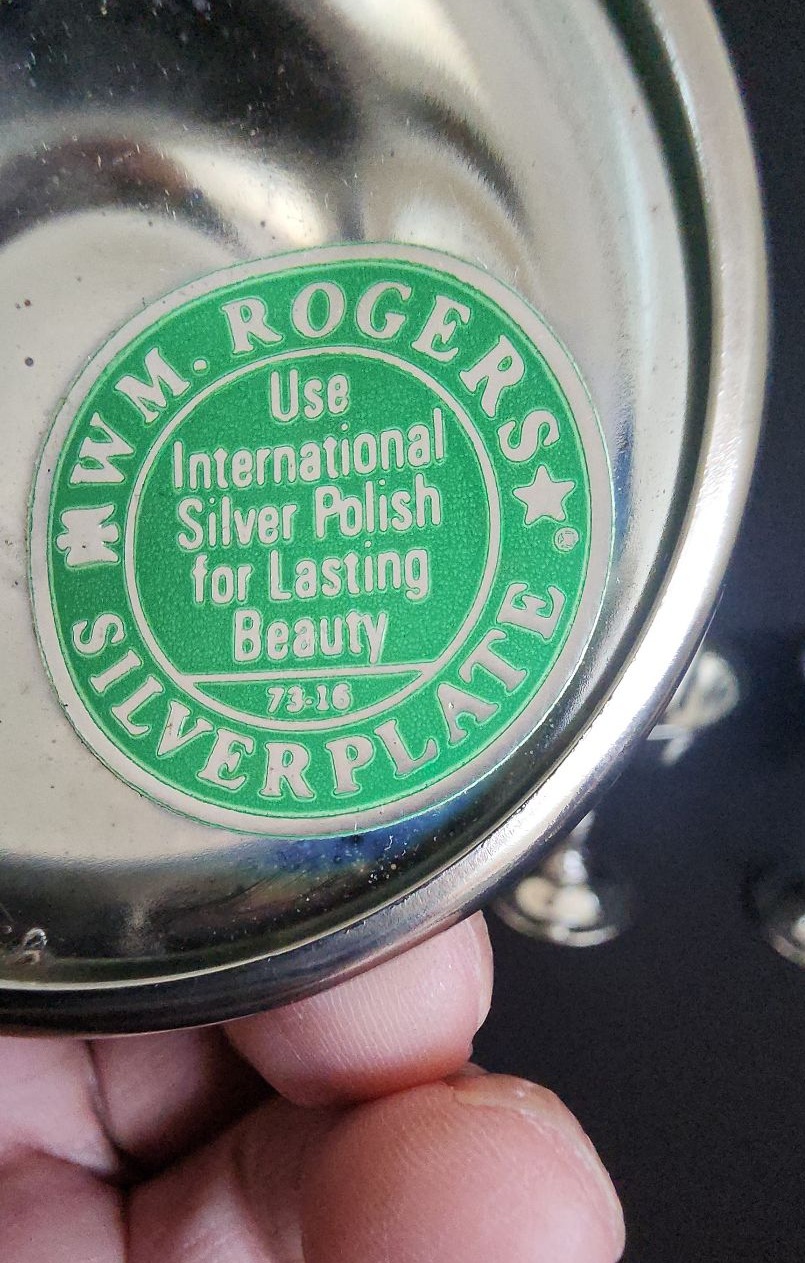 WM. ROGERS
Use
International
Silver Polish
for Lasting
Beauty
73-16
SILVERPLATE